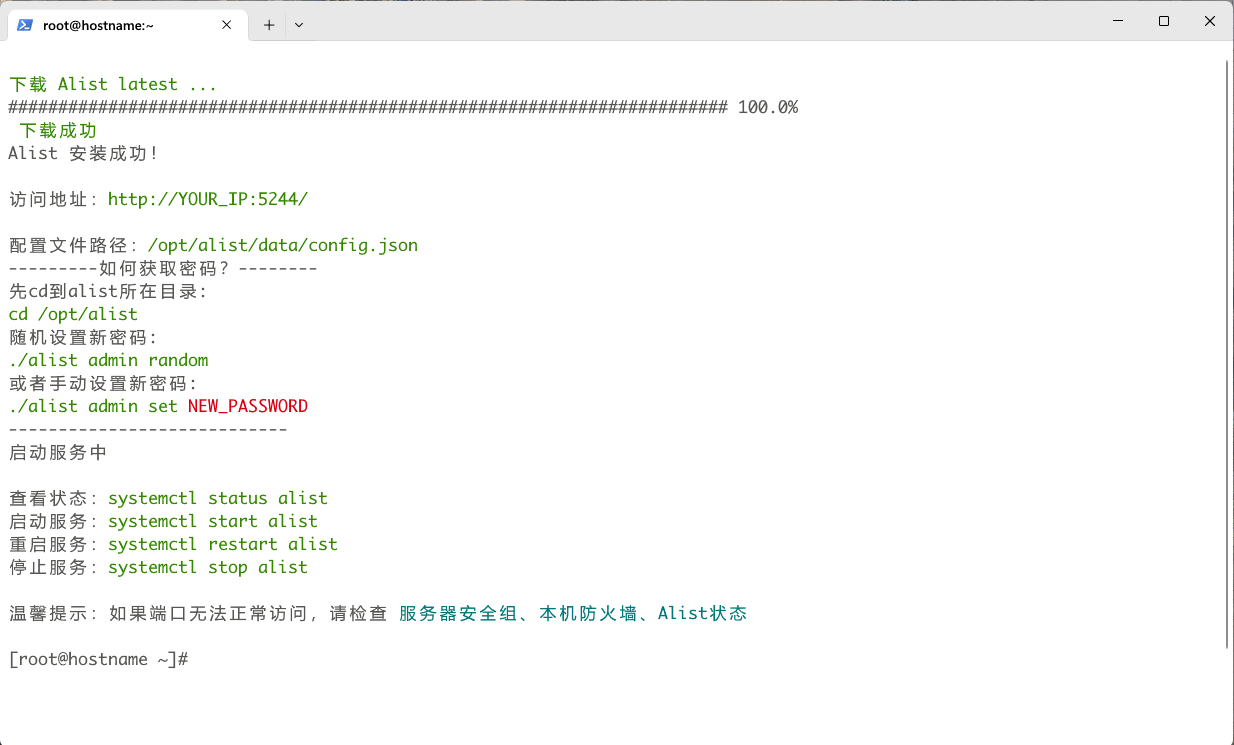 root@hostname:~
下载 Alist latest ...
######################################################################## 100.0%
下载成功
Alist 安装成功！
访问地址：http://YOUR_IP:5244/
配置文件路径：/opt/alist/data/config.json
---------如何获取密码？--------
先cd到alist所在目录:
cd /opt/alist
随机设置新密码:
./alist admin random
或者手动设置新密码:
./alist admin set NEW_PASSWORD
----------------------------
启动服务中
查看状态：systemctl status alist
启动服务：systemctl start alist
重启服务：systemctl restart alist
停止服务：systemctl stop alist
温馨提示：如果端口无法正常访问，请检查 服务器安全组、本机防火墙、Alist状态
[root@hostname ~]#